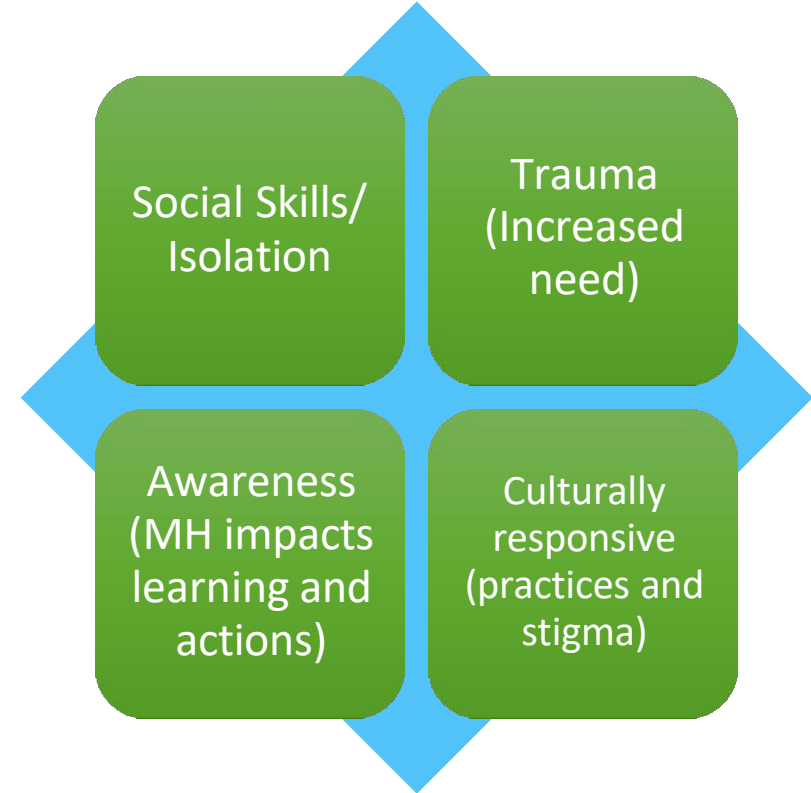 Social Skills/
Isolation
Trauma
(Increased
need)
Awareness
(MH impacts
learning and
actions)
Culturally
responsive
(practices and
stigma)